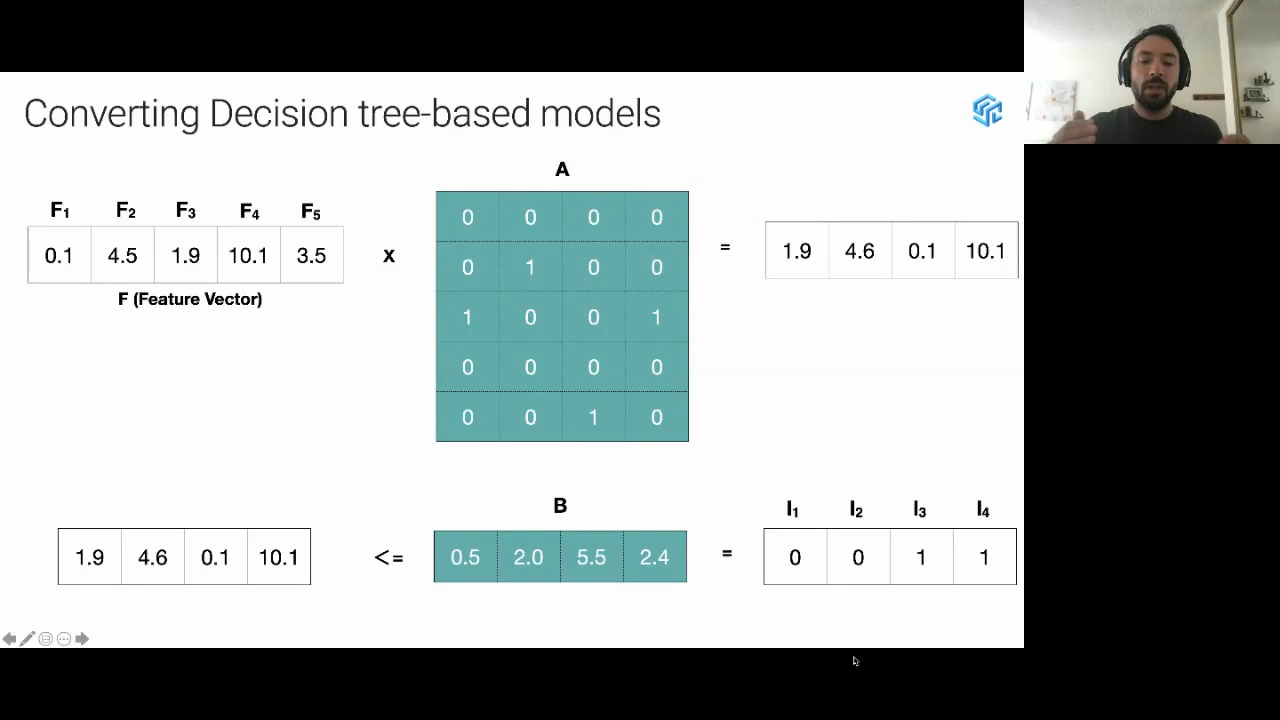 Converting Decision tree-based models
A
F₁ F₂ F₃ F₄ F₅
0.1 4.5 1.9 10.1 3.5
F (Feature Vector)
x
0 0 0 0
0 1 0 0
1 0 0 1
0 0 0 0
0 0 1 0
=
1.9 4.6 0.1 10.1
B
I₁ I₂ I₃ I₄
1.9 4.6 0.1 10.1 <= 0.5 2.0 5.5 2.4 = 0 0 1 1